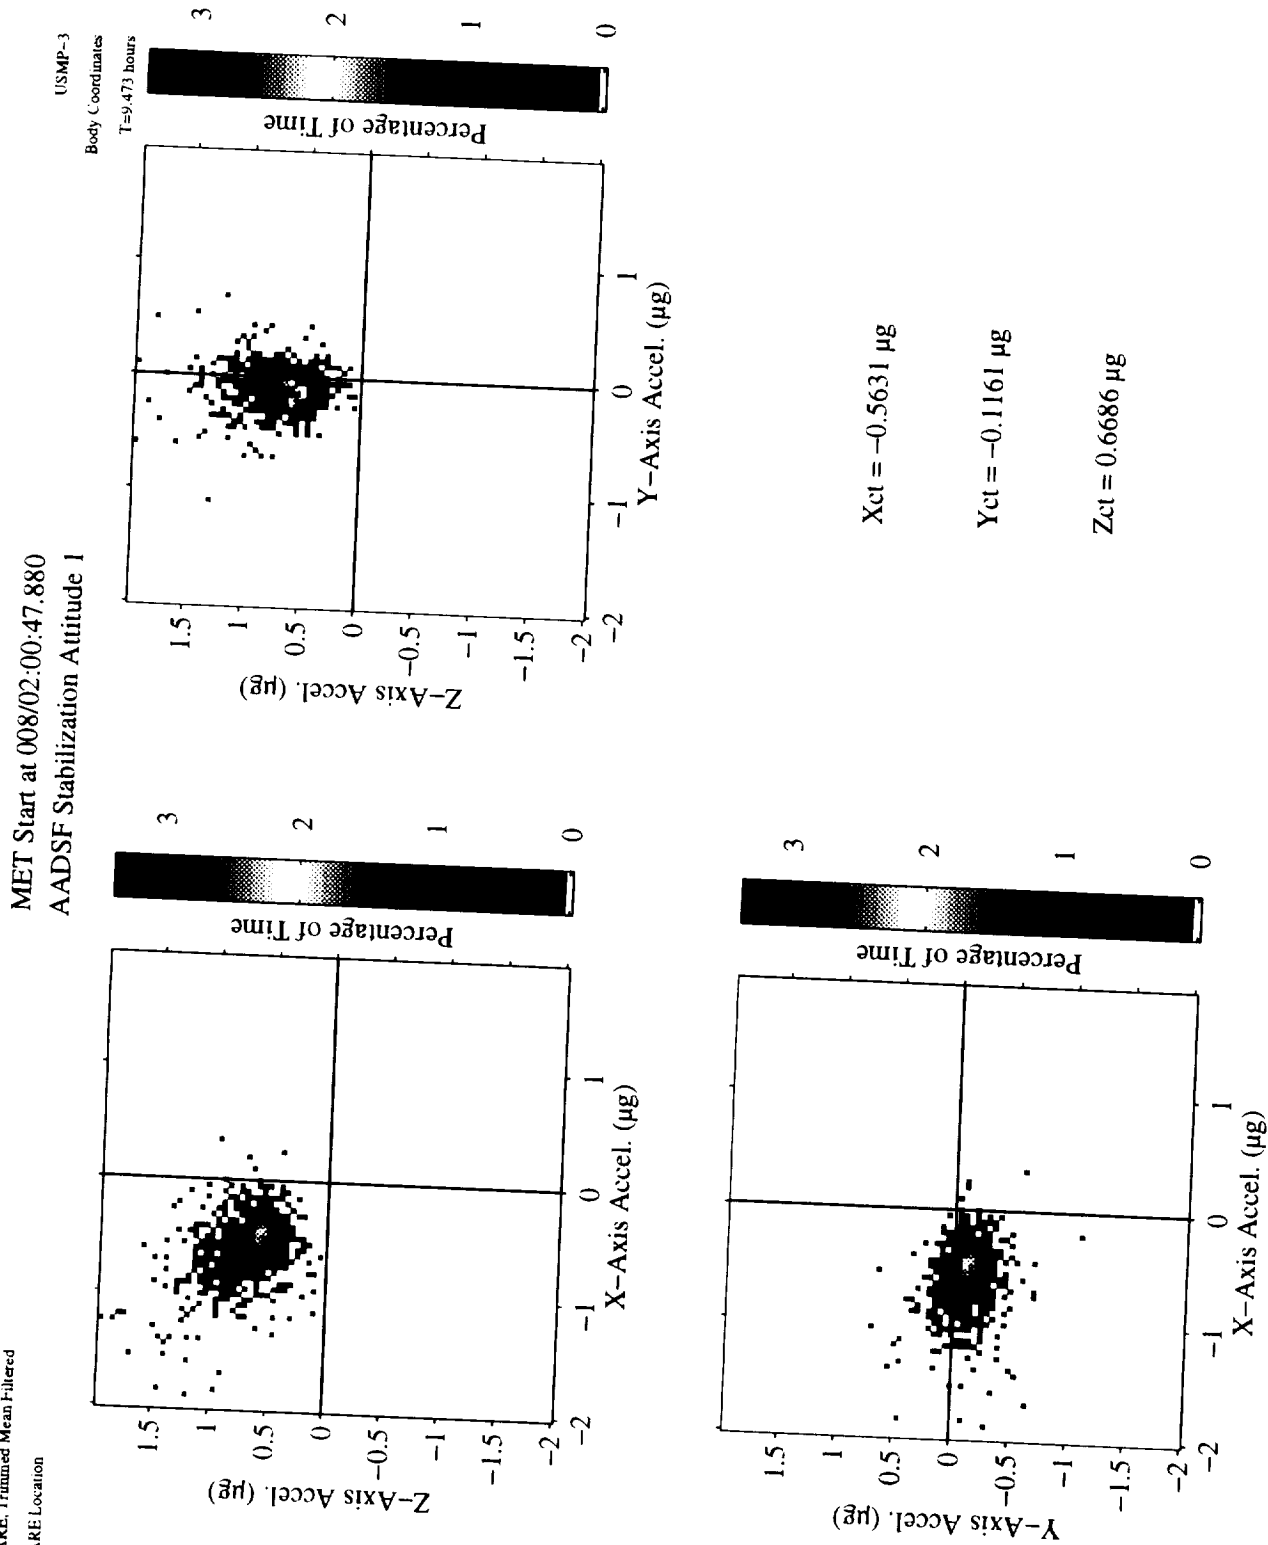 MET Start at 008/02:00:47.880
AADSF Stabilization Attitude 1
Trimmed Mean Filtered
Location
USMP-3
Body Coordinates
T=9.473 hours
Z-Axis Accel. (µg)
1.5
1
0.5
0
-0.5
-1
-1.5
-2
-2
-1
0
1
X-Axis Accel. (µg)
Percentage of Time
3
2
1
0
Z-Axis Accel. (µg)
1.5
1
0.5
0
-0.5
-1
-1.5
-2
-2
-1
0
1
Y-Axis Accel. (µg)
Percentage of Time
3
2
1
0
Y-Axis Accel. (µg)
1.5
1
0.5
0
-0.5
-1
-1.5
-2
-2
-1
0
1
X-Axis Accel. (µg)
Percentage of Time
3
2
1
0
Xct = -0.5631 µg
Yct = -0.1161 µg
Zct = 0.6686 µg